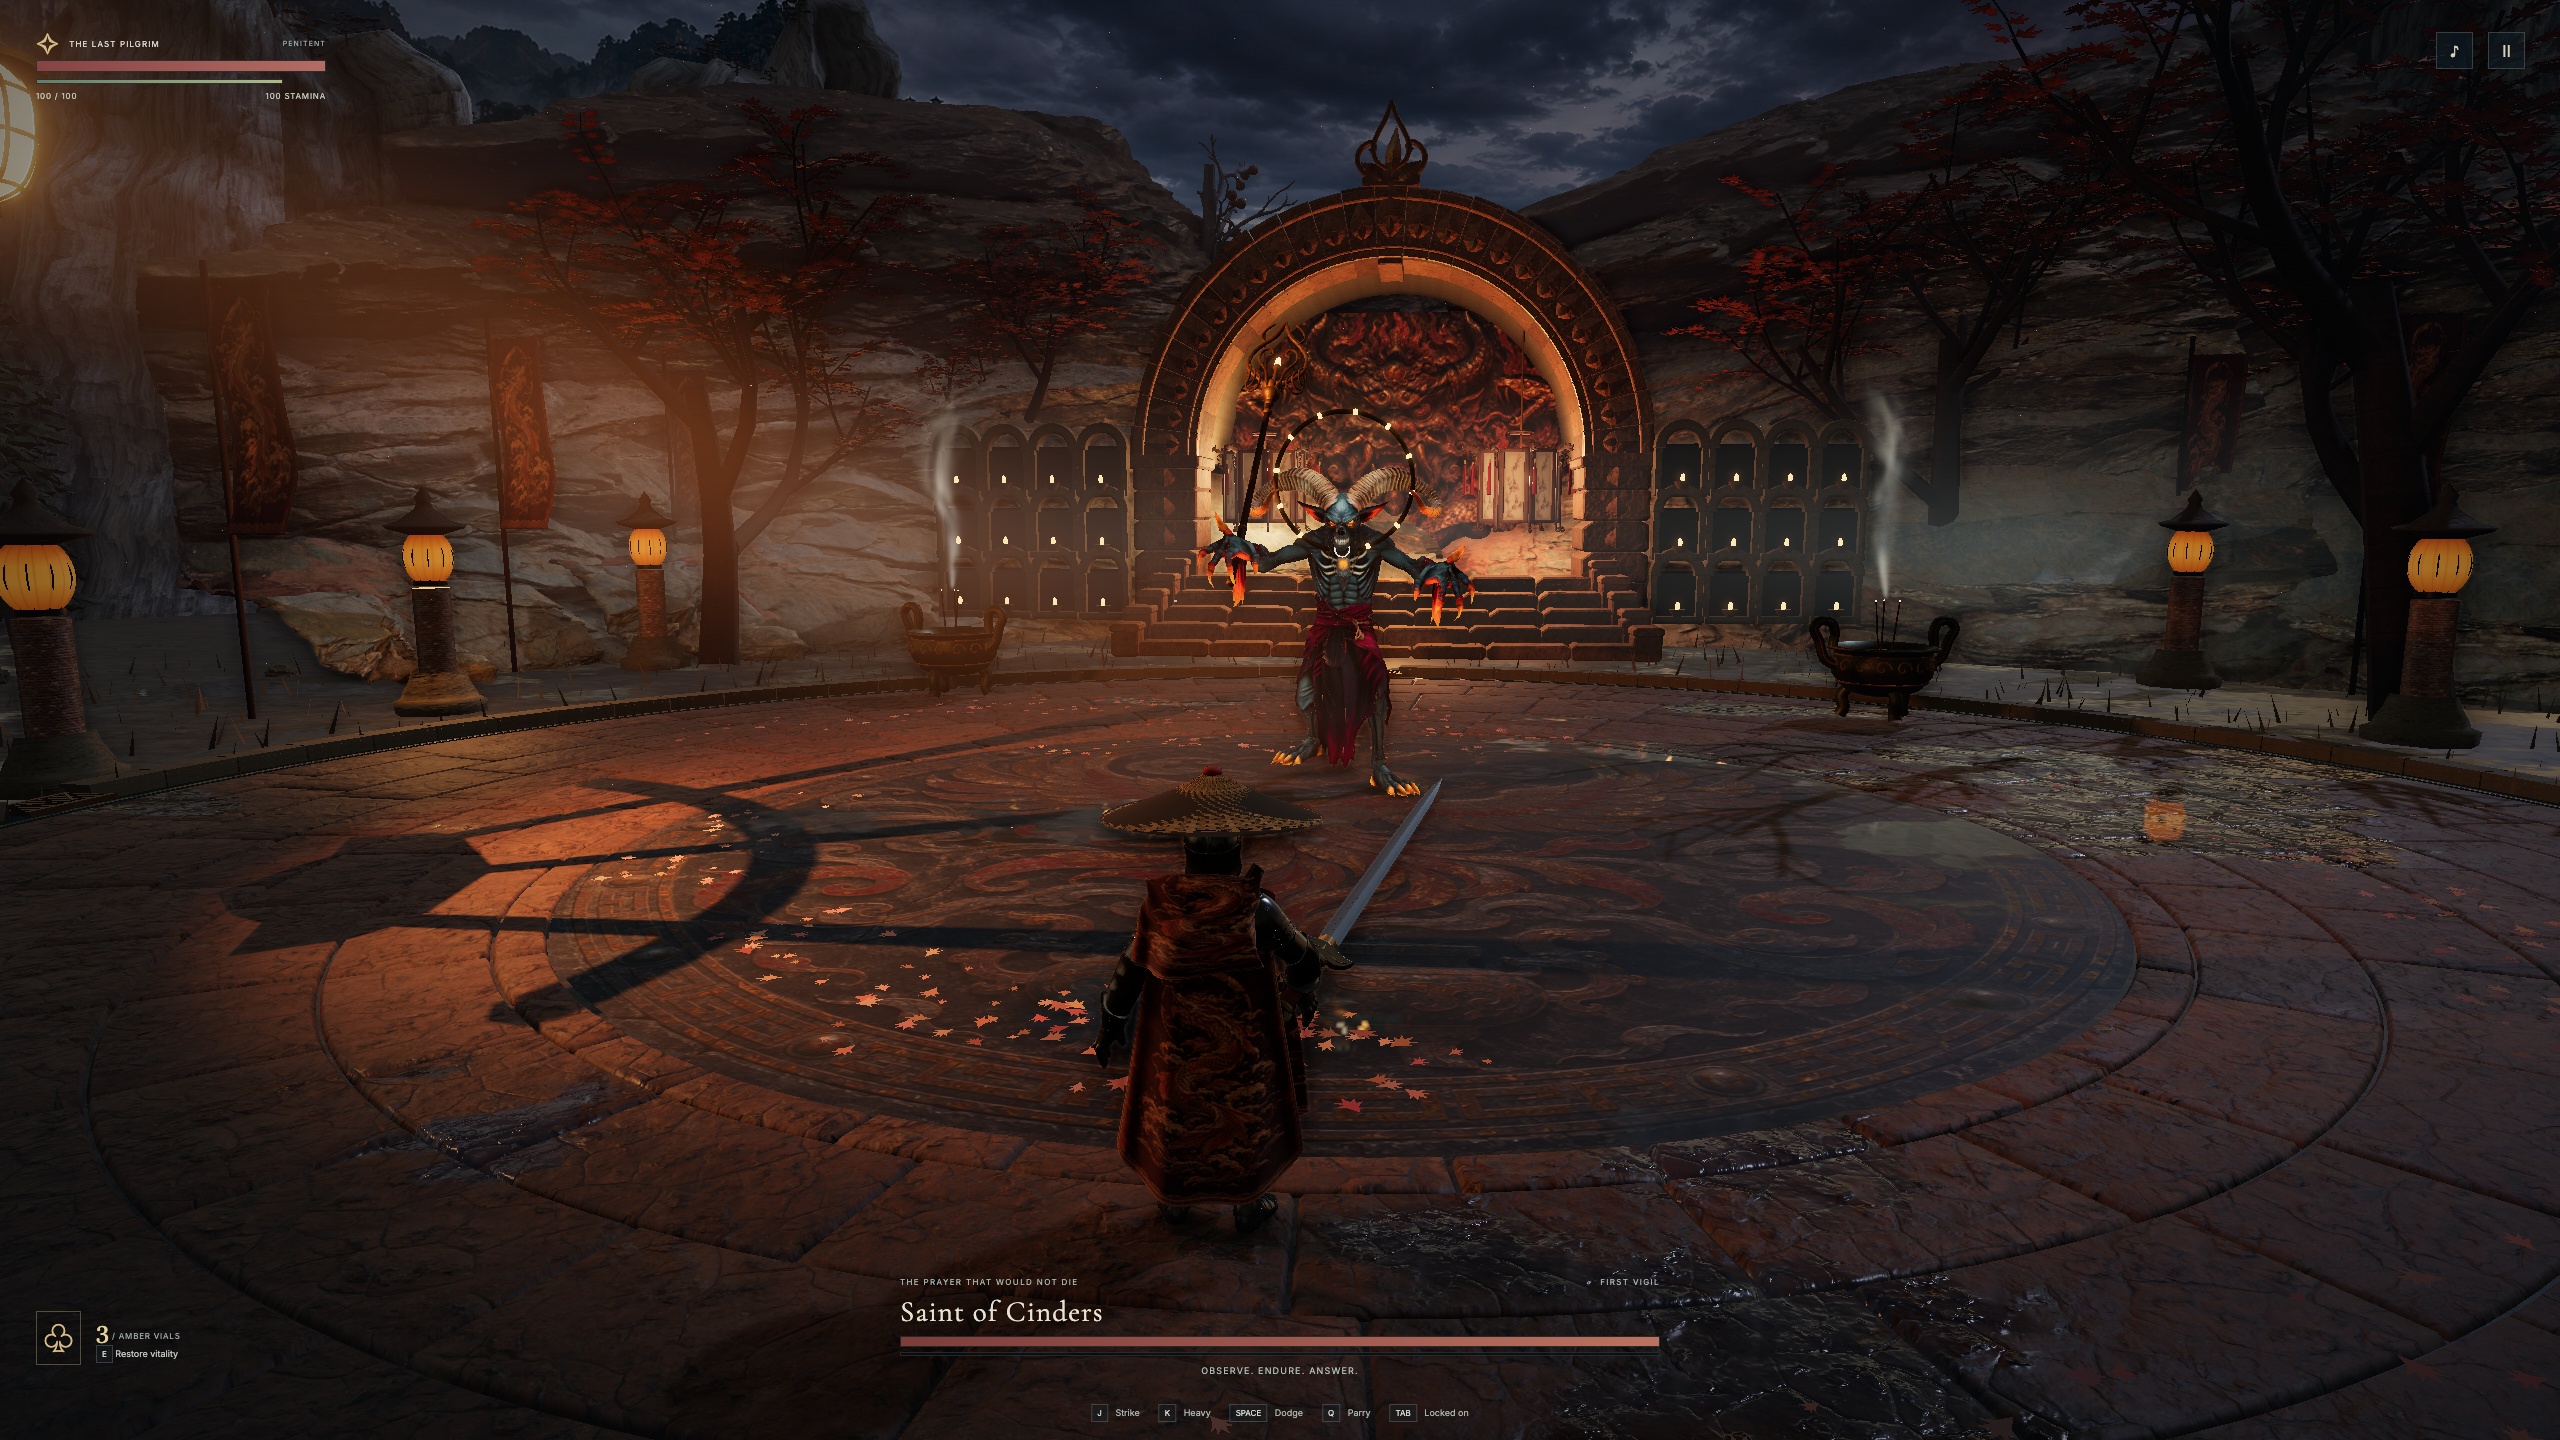 THE LAST PILGRIM
PENITENT
100 / 100
100 STAMINA
THE PRAYER THAT WOULD NOT DIE
FIRST VIGIL
Saint of Cinders
3 / AMBER VIALS
E Restore vitality
OBSERVE. ENDURE. ANSWER.
J Strike K Heavy SPACE Dodge Q Parry TAB Locked on